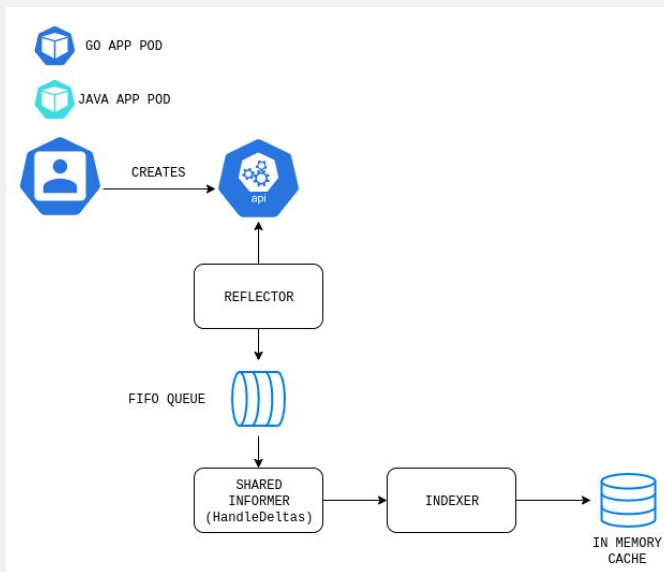 GO APP POD
JAVA APP POD
CREATES
api
REFLECTOR
FIFO QUEUE
SHARED
INFORMER
(HandleDeltas)
INDEXER
IN MEMORY
CACHE